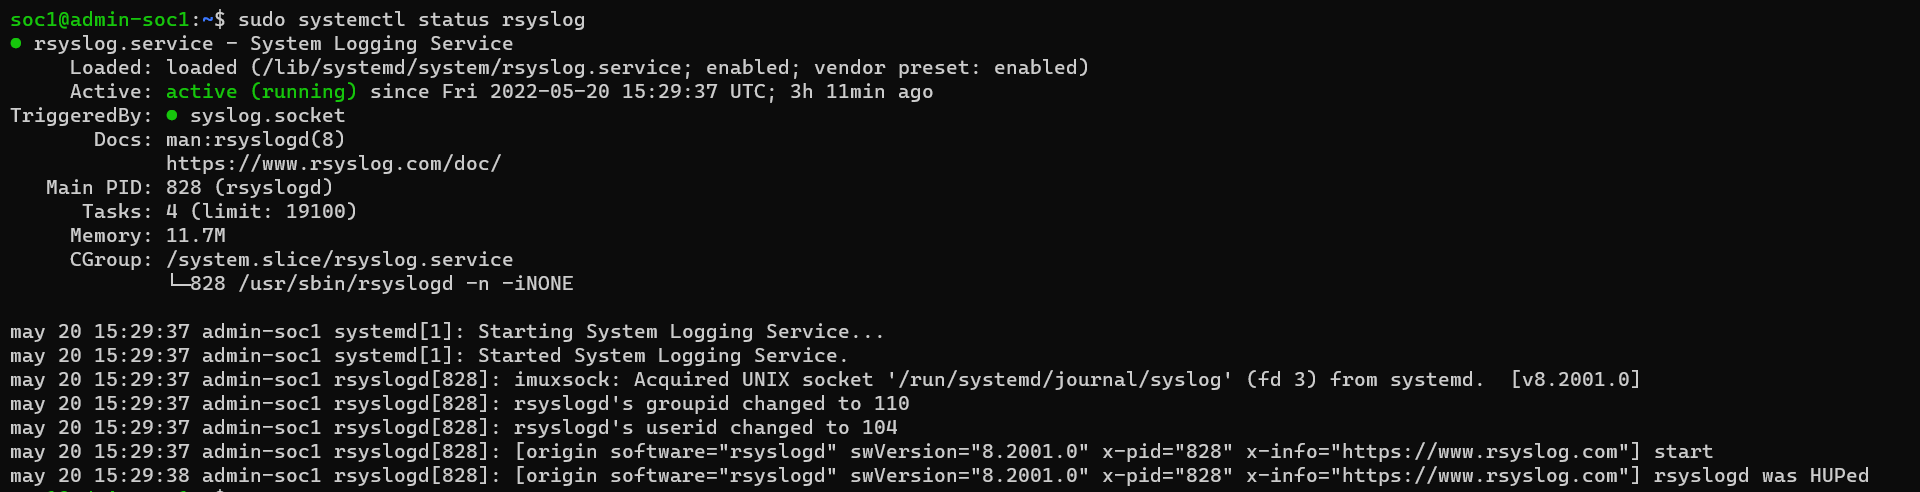 soc1@admin-soc1:~$ sudo systemctl status rsyslog
● rsyslog.service - System Logging Service
     Loaded: loaded (/lib/systemd/system/rsyslog.service; enabled; vendor preset: enabled)
     Active: active (running) since Fri 2022-05-20 15:29:37 UTC; 3h 11min ago
TriggeredBy: ● syslog.socket
       Docs: man:rsyslogd(8)
             https://www.rsyslog.com/doc/
   Main PID: 828 (rsyslogd)
      Tasks: 4 (limit: 19100)
     Memory: 11.7M
     CGroup: /system.slice/rsyslog.service
             └─828 /usr/sbin/rsyslogd -n -iNONE
may 20 15:29:37 admin-soc1 systemd[1]: Starting System Logging Service...
may 20 15:29:37 admin-soc1 systemd[1]: Started System Logging Service.
may 20 15:29:37 admin-soc1 rsyslogd[828]: imuxsock: Acquired UNIX socket '/run/systemd/journal/syslog' (fd 3) from systemd.  [v8.2001.0]
may 20 15:29:37 admin-soc1 rsyslogd[828]: rsyslogd's groupid changed to 110
may 20 15:29:37 admin-soc1 rsyslogd[828]: rsyslogd's userid changed to 104
may 20 15:29:37 admin-soc1 rsyslogd[828]: [origin software="rsyslogd" swVersion="8.2001.0" x-pid="828" x-info="https://www.rsyslog.com"] start
may 20 15:29:38 admin-soc1 rsyslogd[828]: [origin software="rsyslogd" swVersion="8.2001.0" x-pid="828" x-info="https://www.rsyslog.com"] rsyslogd was HUPed